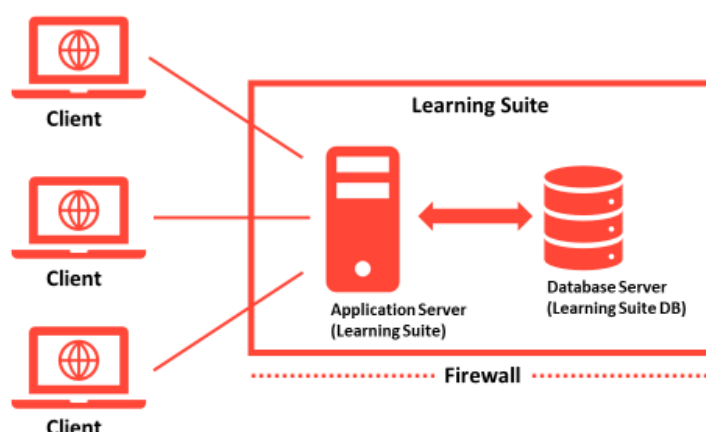 Client
Learning Suite
Client
Application Server
(Learning Suite)
Database Server
(Learning Suite DB)
Firewall
Client